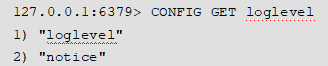 127.0.0.1:6379> CONFIG GET loglevel
1) "loglevel"
2) "notice"